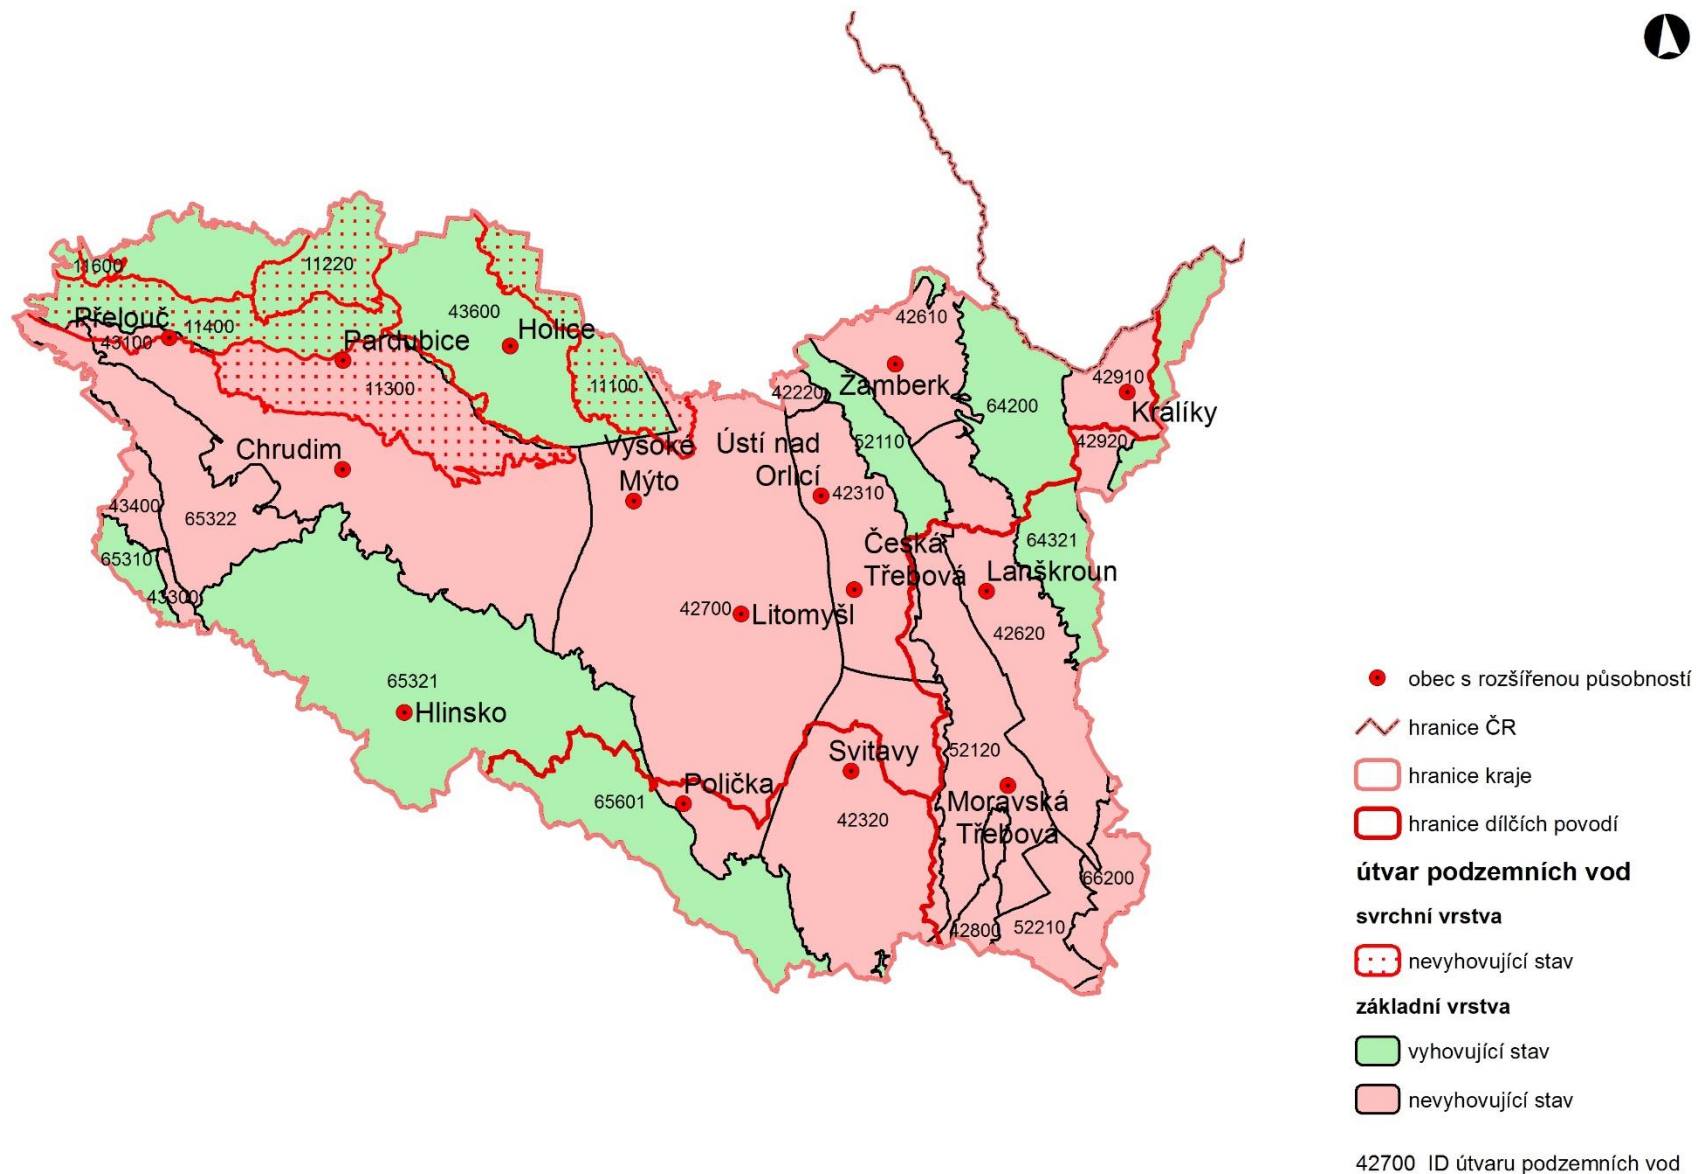 42610
11600
11220
43600
Holice
Přelouč
11400
43100
Pardubice
11300
11100
42220
Žamberk
42910
Králíky
64200
42920
52110
Chrudim
Vysoké
Mýto
Ústí nad
Orlicí
42310
43400
65322
65310
43300
Česká
Třebová
64321
Lanškroun
42700
Litomyšl
42620
65321
Hlinsko
52120
Svitavy
Polička
65601
42320
Moravská
Třebová
66200
42800
52210
obec s rozšířenou působností
hranice ČR
hranice kraje
hranice dílčích povodí
útvar podzemních vod
svrchní vrstva
nevyhovující stav
základní vrstva
vyhovující stav
nevyhovující stav
42700 ID útvaru podzemních vod